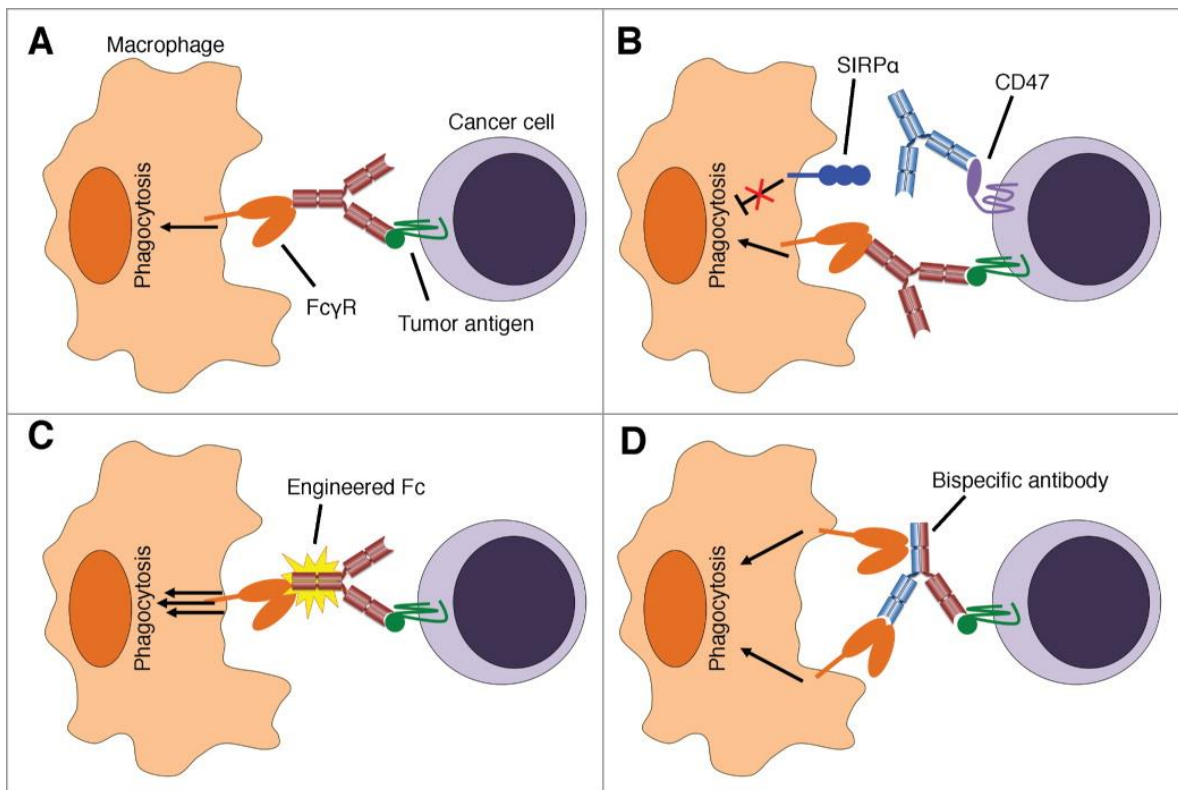 A
Macrophage
Cancer cell
Phagocytosis
FcγR
Tumor antigen
B
SIRPα
CD47
Phagocytosis
C
Engineered Fc
Phagocytosis
D
Bispecific antibody
Phagocytosis